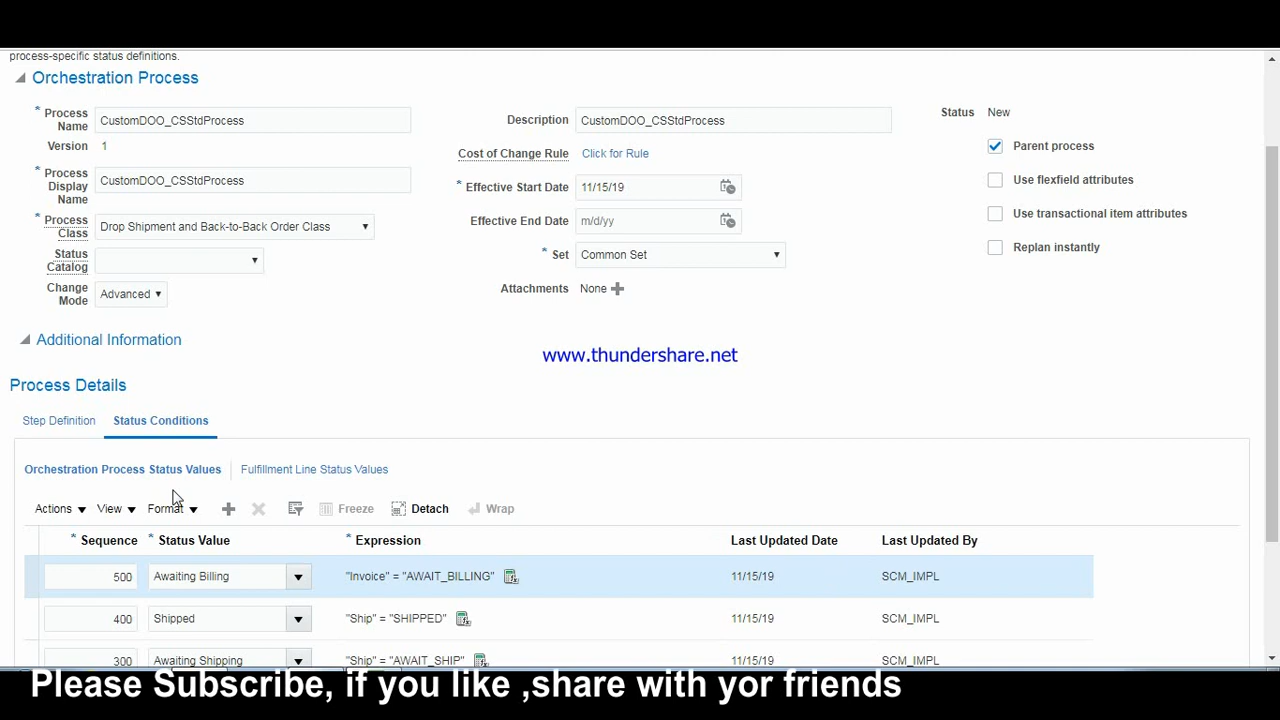 process-specific status definitions.
Orchestration Process
* Process Name CustomDOO_CSStdProcess
Description CustomDOO_CSStdProcess
Status New
Version 1
Cost of Change Rule Click for Rule
Parent process
* Process Display Name CustomDOO_CSStdProcess
* Effective Start Date 11/15/19
Use flexfield attributes
* Process Class Drop Shipment and Back-to-Back Order Class
Effective End Date m/d/yy
Use transactional item attributes
Status Catalog
* Set Common Set
Replan instantly
Change Mode Advanced
Attachments None
Additional Information
www.thundershare.net
Process Details
Step Definition Status Conditions
Orchestration Process Status Values Fulfillment Line Status Values
Actions View Format Freeze Detach Wrap
* Sequence * Status Value * Expression Last Updated Date Last Updated By
500 Awaiting Billing "Invoice" = "AWAIT_BILLING" 11/15/19 SCM_IMPL
400 Shipped "Ship" = "SHIPPED" 11/15/19 SCM_IMPL
300 Awaiting Shipping "Ship" = "AWAIT_SHIP" 11/15/19 SCM_IMPL
Please Subscribe, if you like ,share with yor friends